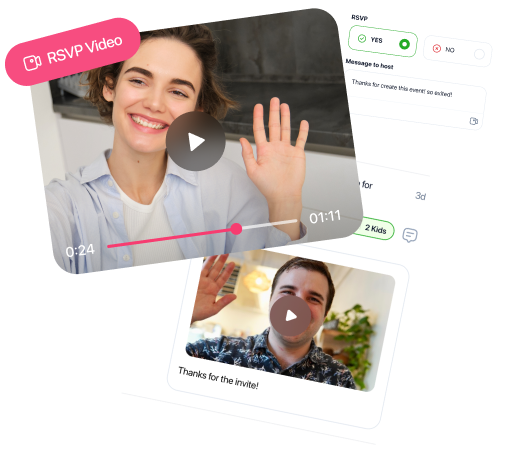 RSVP Video
RSVP
YES
NO
Message to host
Thanks for create this event! so exited!
for
3d
2 Kids
0:24
01:11
Thanks for the invite!